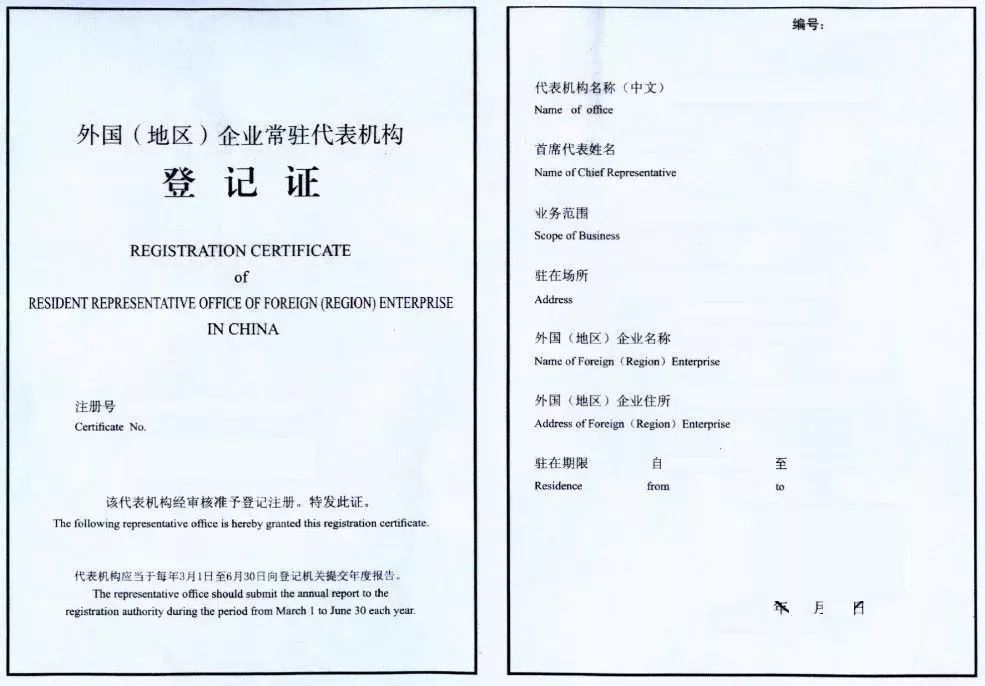 外国（地区）企业常驻代表机构
登记证
REGISTRATION CERTIFICATE
of
RESIDENT REPRESENTATIVE OFFICE OF FOREIGN (REGION) ENTERPRISE
IN CHINA
注册号
Certificate No.
该代表机构经审核准予登记注册。特发此证。
The following representative office is hereby granted this registration certificate.
代表机构应当于每年3月1日至6月30日向登记机关提交年度报告。
The representative office should submit the annual report to the
registration authority during the period from March 1 to June 30 each year.
编号：
代表机构名称（中文）
Name of office
首席代表姓名
Name of Chief Representative
业务范围
Scope of Business
驻在场所
Address
外国（地区）企业名称
Name of Foreign（Region）Enterprise
外国（地区）企业住所
Address of Foreign（Region）Enterprise
驻在期限 自 至
Residence from to
年 月 日